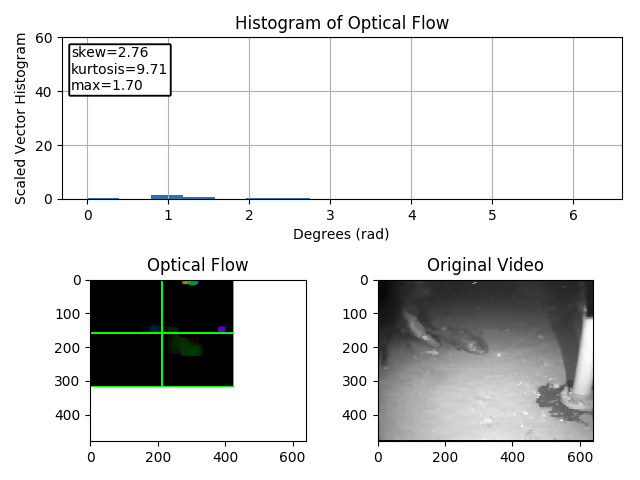 Histogram of Optical Flow
Scaled Vector Histogram
60
40
20
0
skew=2.76
kurtosis=9.71
max=1.70
0 1 2 3 4 5 6
Degrees (rad)
Optical Flow
0
100
200
300
400
0 200 400 600
Original Video
0
100
200
300
400
0 200 400 600